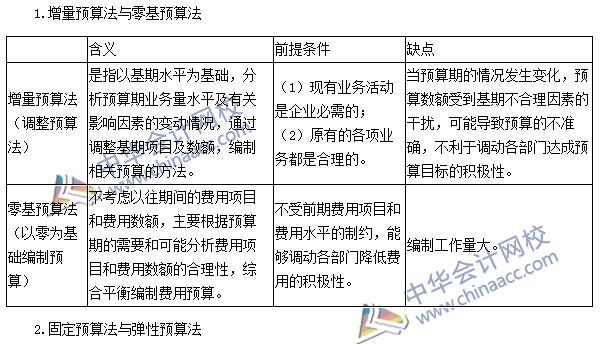 1.增量预算法与零基预算法
含义
前提条件
缺点
增量预算法
（调整预算
法）
是指以基期水平为基础，分
析预算期业务量水平及有关
影响因素的变动情况，通过
调整基期项目及数额，编制
相关预算的方法。
（1）现有业务活动
是企业必需的；
（2）原有的各项业
务都是合理的。
当预算期的情况发生变化，预
算数额受到基期不合理因素的
干扰，可能导致预算的不准
确，不利于调动各部门达成预
算目标的积极性。
零基预算法
（以零为基
础编制预
算）
不考虑以往期间的费用项目
和费用数额，主要根据预算
期的需要和可能分析费用项
目和费用数额的合理性，综
合平衡编制费用预算。
不受前期费用项目和
费用水平的制约，能
够调动各部门降低费
用的积极性。
编制工作量大。
2.固定预算法与弹性预算法
中华会计网校
www.chinaacc.com
中华会计网校
www.chinaacc.com